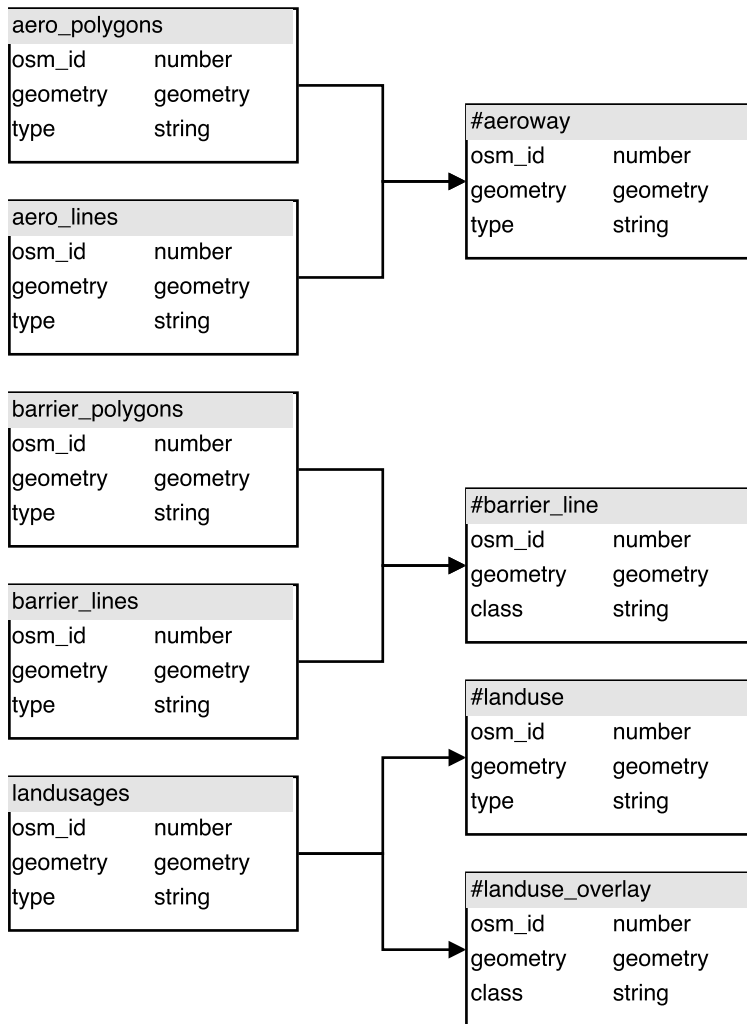 aero_polygons
osm_id number
geometry geometry
type string
aero_lines
osm_id number
geometry geometry
type string
barrier_polygons
osm_id number
geometry geometry
type string
barrier_lines
osm_id number
geometry geometry
type string
landusages
osm_id number
geometry geometry
type string
#aeroway
osm_id number
geometry geometry
type string
#barrier_line
osm_id number
geometry geometry
class string
#landuse
osm_id number
geometry geometry
type string
#landuse_overlay
osm_id number
geometry geometry
class string